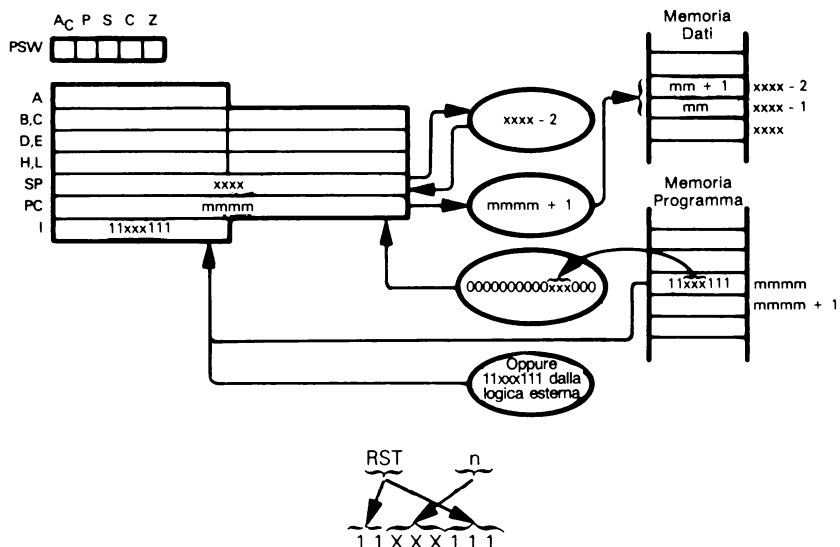 A_C P S C Z
PSW
A
B,C
D,E
H,L
SP xxxx
PC mmmm
I 11xxx111
xxxx - 2
mmmm + 1
0000000000xxx000
Oppure
11xxx111 dalla
logica esterna
Memoria
Dati
mm + 1 xxxx - 2
mm xxxx - 1
xxxx
Memoria
Programma
11xxx111 mmmm
mmmm + 1
RST n
1 1 X X X 1 1 1